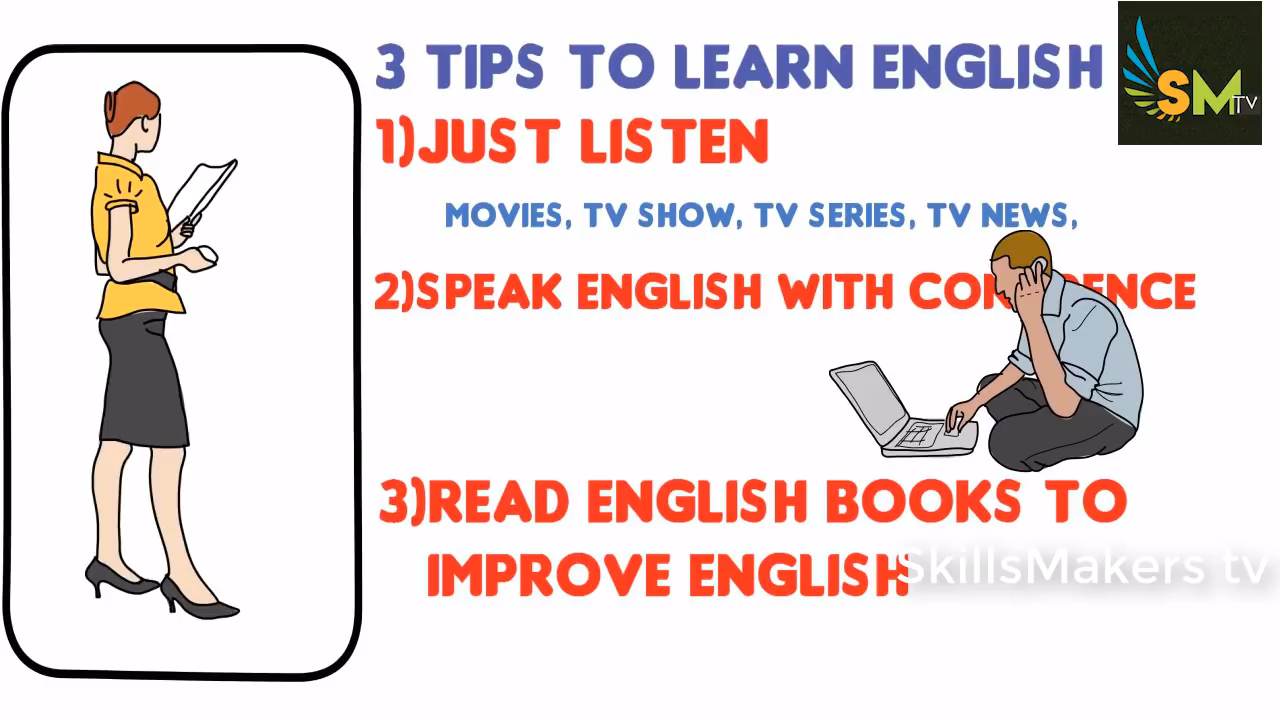 3 TIPS TO LEARN ENGLISH
SM TV
1)JUST LISTEN
MOVIES, TV SHOW, TV SERIES, TV NEWS,
2)SPEAK ENGLISH WITH
3)READ ENGLISH BOOKS TO
IMPROVE ENGLISH
SkillsMakers tv